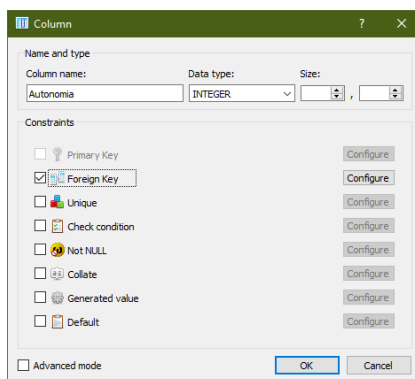 Column
Name and type
Column name: Data type: Size:
Autonomia INTEGER ,
Constraints
Primary Key Configure
Foreign Key Configure
Unique Configure
Check condition Configure
Not NULL Configure
Collate Configure
Generated value Configure
Default Configure
Advanced mode OK Cancel